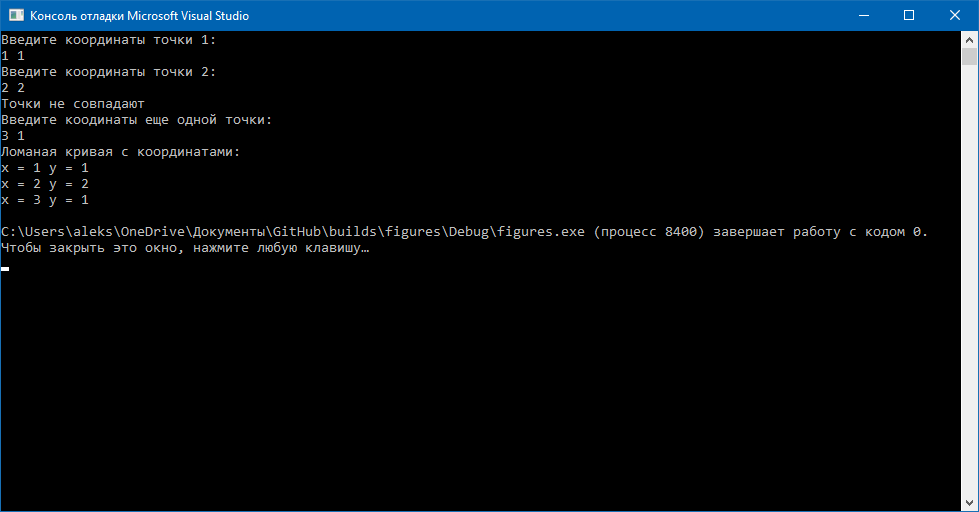 Консоль отладки Microsoft Visual Studio
Введите координаты точки 1:
1 1
Введите координаты точки 2:
2 2
Точки не совпадают
Введите коодинаты еще одной точки:
3 1
Ломаная кривая с координатами:
x = 1 y = 1
x = 2 y = 2
x = 3 y = 1
C:\Users\aleks\OneDrive\Документы\GitHub\builds\figures\Debug\figures.exe (процесс 8400) завершает работу с кодом 0.
Чтобы закрыть это окно, нажмите любую клавишу…